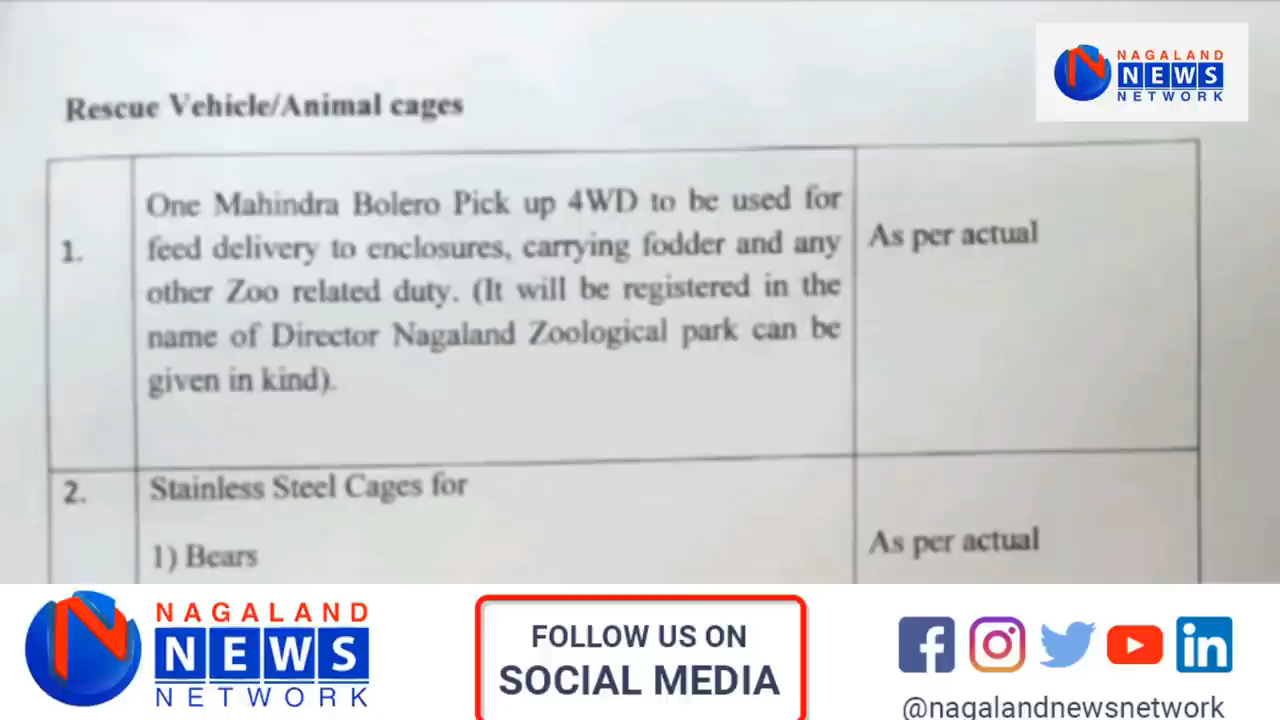 NAGALAND
NEWS
NETWORK
Rescue Vehicle/Animal cages
1.
One Mahindra Bolero Pick up 4WD to be used for
feed delivery to enclosures, carrying fodder and any
other Zoo related duty. (It will be registered in the
name of Director Nagaland Zoological park can be
given in kind).
As per actual
2.
Stainless Steel Cages for
1) Bears
As per actual
NAGALAND
NEWS
NETWORK
FOLLOW US ON
SOCIAL MEDIA
@nagalandnewsnetwork